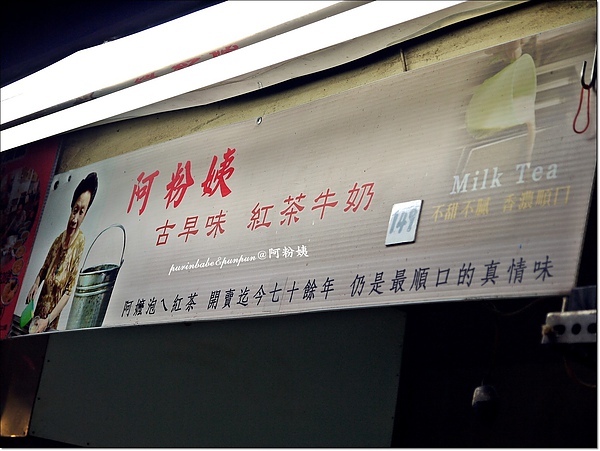 阿粉姨
古早味 紅茶牛奶
149
Milk Tea
不甜不膩 香濃順口
purinbabe&punpun@阿粉姨
阿嬤泡ㄟ紅茶 開賣迄今七十餘年 仍是最順口的真情味